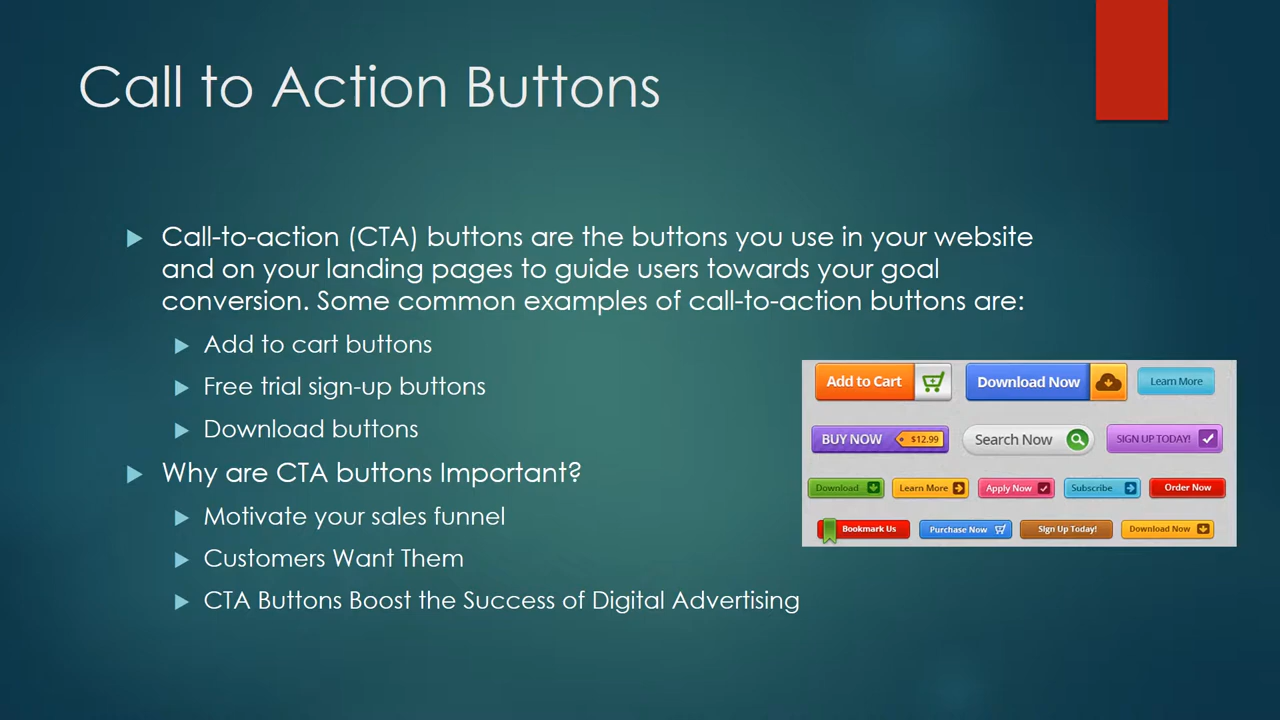 Call to Action Buttons
Call-to-action (CTA) buttons are the buttons you use in your website
and on your landing pages to guide users towards your goal
conversion. Some common examples of call-to-action buttons are:
Add to cart buttons
Free trial sign-up buttons
Download buttons
Why are CTA buttons Important?
Motivate your sales funnel
Customers Want Them
CTA Buttons Boost the Success of Digital Advertising
Add to Cart Download Now Learn More
BUY NOW $12.99 Search Now SIGN UP TODAY!
Download Learn More Apply Now Subscribe Order Now
Bookmark Us Purchase Now Sign Up Today! Download Now